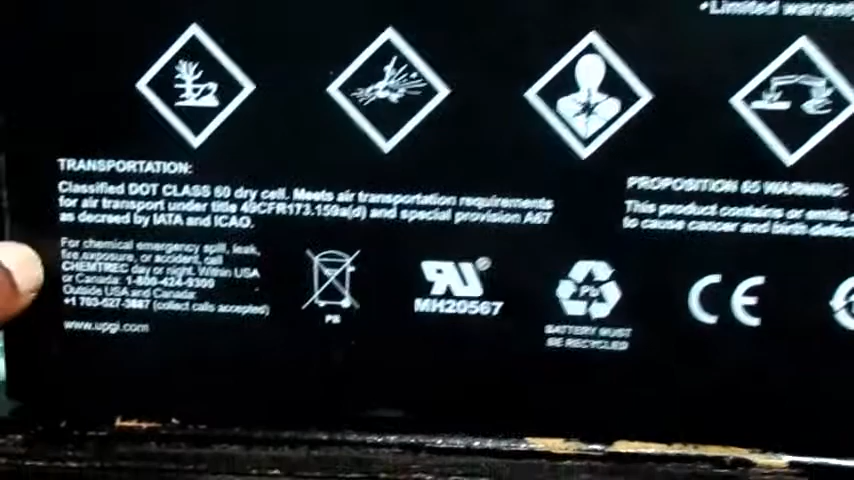 •Limited warranty
TRANSPORTATION:
Classified DOT CLASS 60 dry cell. Meets air transportation requirements
for air transport under title 49CFR173.159a(d) and special provision A67
as decreed by IATA and ICAO.
For chemical emergency spill, leak,
fire,exposure, or accident, call
CHEMTREC day or night. Within USA
or Canada: 1-800-424-9300
Outside USA and Canada:
+1 703-527-3887 (collect calls accepted)
www.upgi.com
PROPOSITION 65 WARNING:
This product contains or emits
to cause cancer and birth defects
Pb
MH20567
Pb
BATTERY MUST
BE RECYCLED
CE